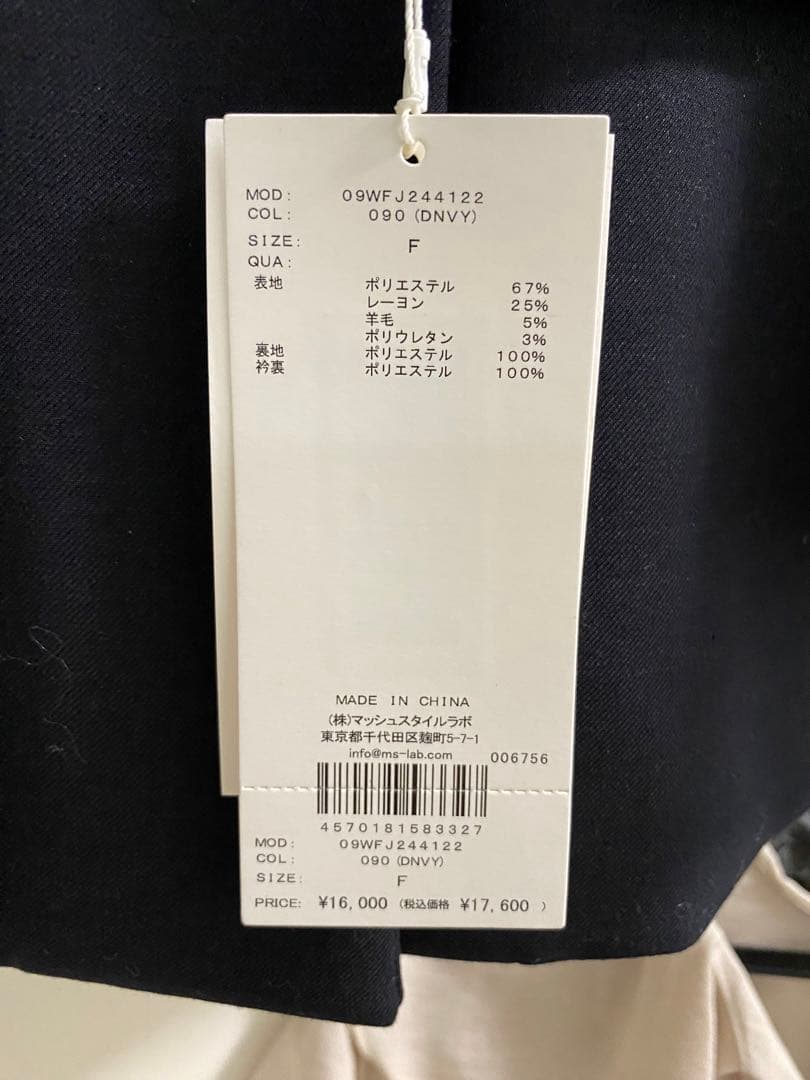 MOD: 09WFJ244122
COL: 090 (DNVY)
SIZE: F
QUA:
表地 ポリエステル 67%
レーヨン 25%
羊毛 5%
ポリウレタン 3%
裏地 ポリエステル 100%
衿裏 ポリエステル 100%
MADE IN CHINA
(株)マッシュスタイルラボ
東京都千代田区麹町5-7-1
info@ms-lab.com 006756
4570181583327
MOD: 09WFJ244122
COL: 090 (DNVY)
SIZE: F
PRICE: ¥16,000 (税込価格 ¥17,600 )